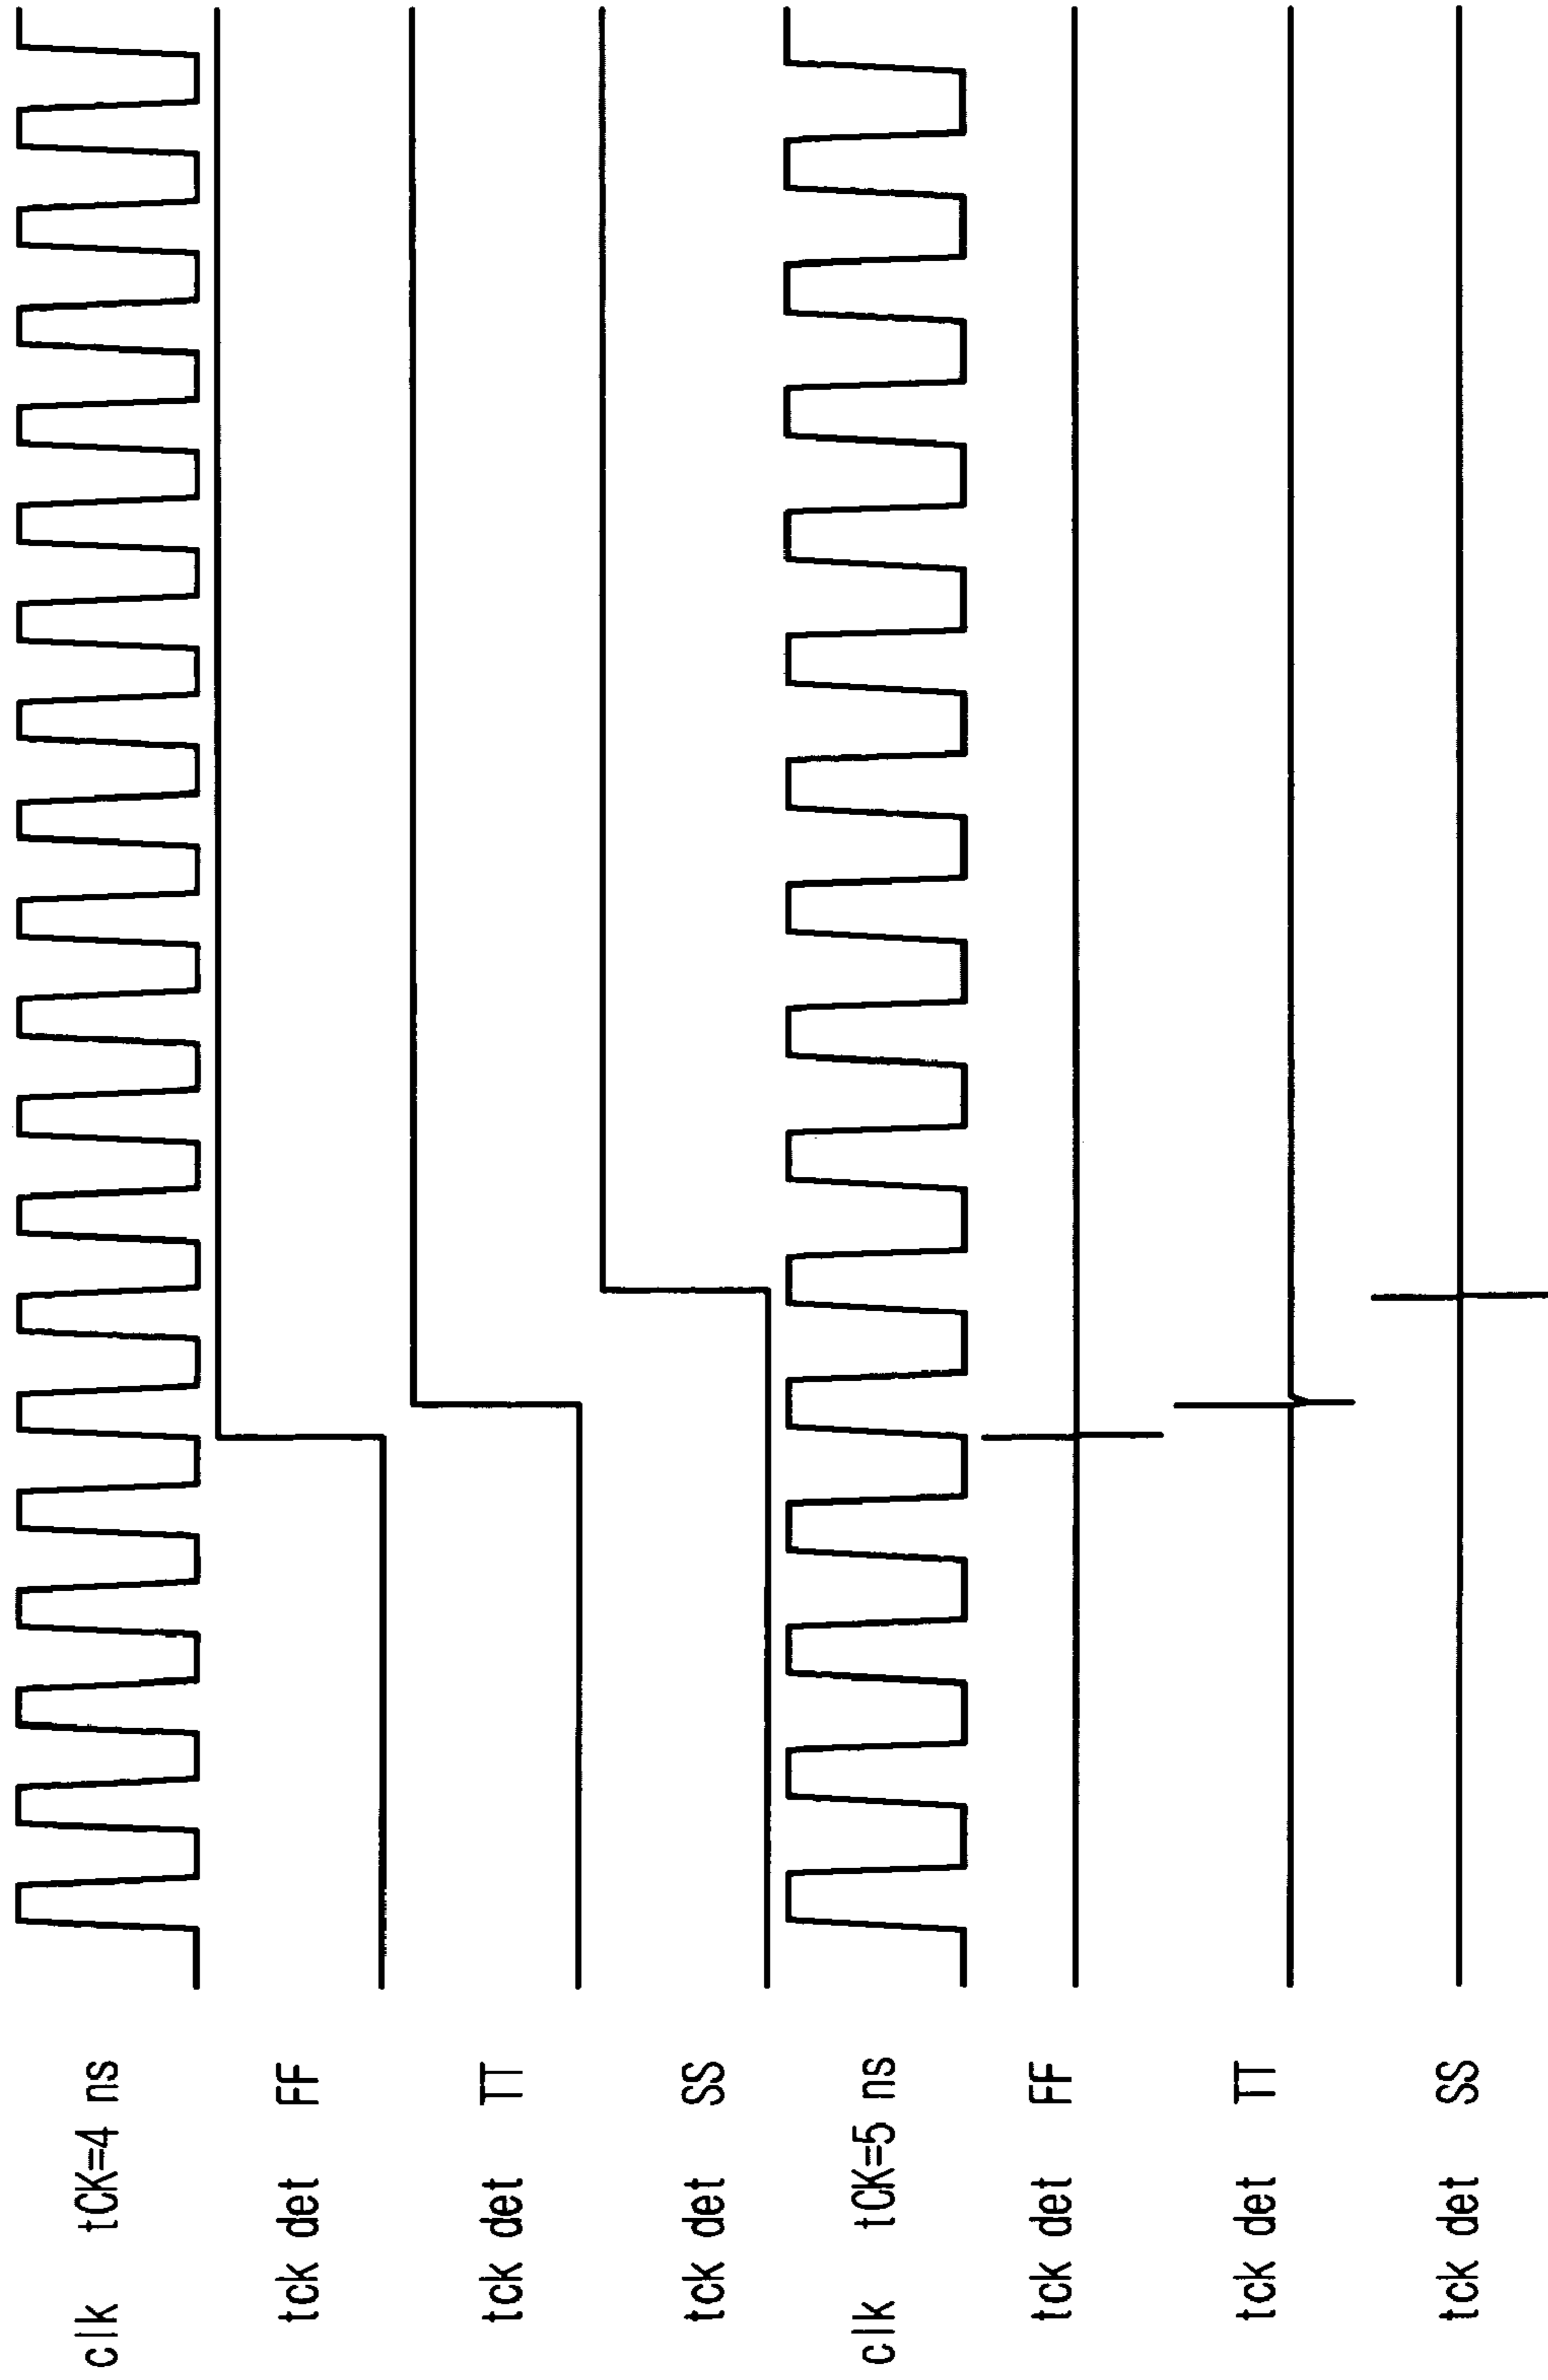 clk tCK=4 ns
tck det FF
tck det TT
tck det SS
clk tCK=5 ns
tck det FF
tck det TT
tck det SS